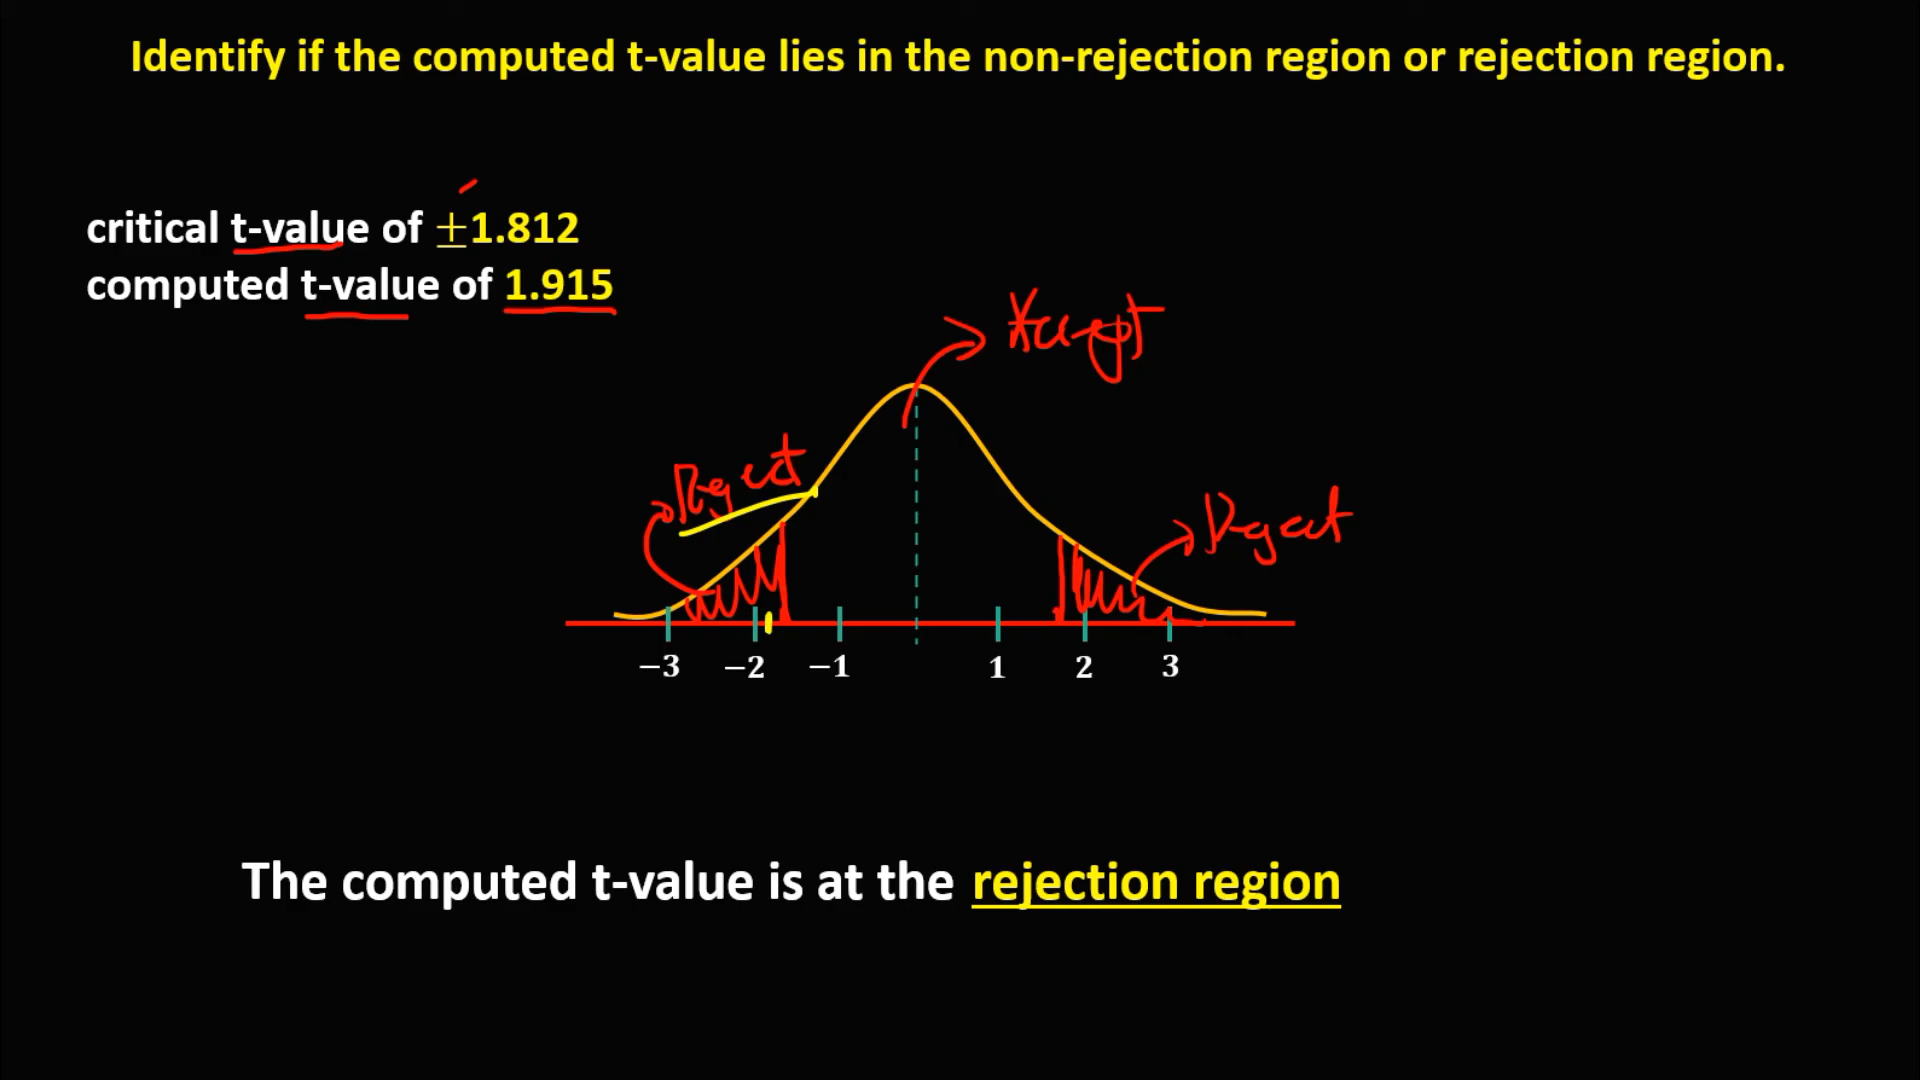 Identify if the computed t-value lies in the non-rejection region or rejection region.
critical t-value of ±1.812
computed t-value of 1.915
Accept
Reject
Reject
−3 −2 −1 1 2 3
The computed t-value is at the rejection region